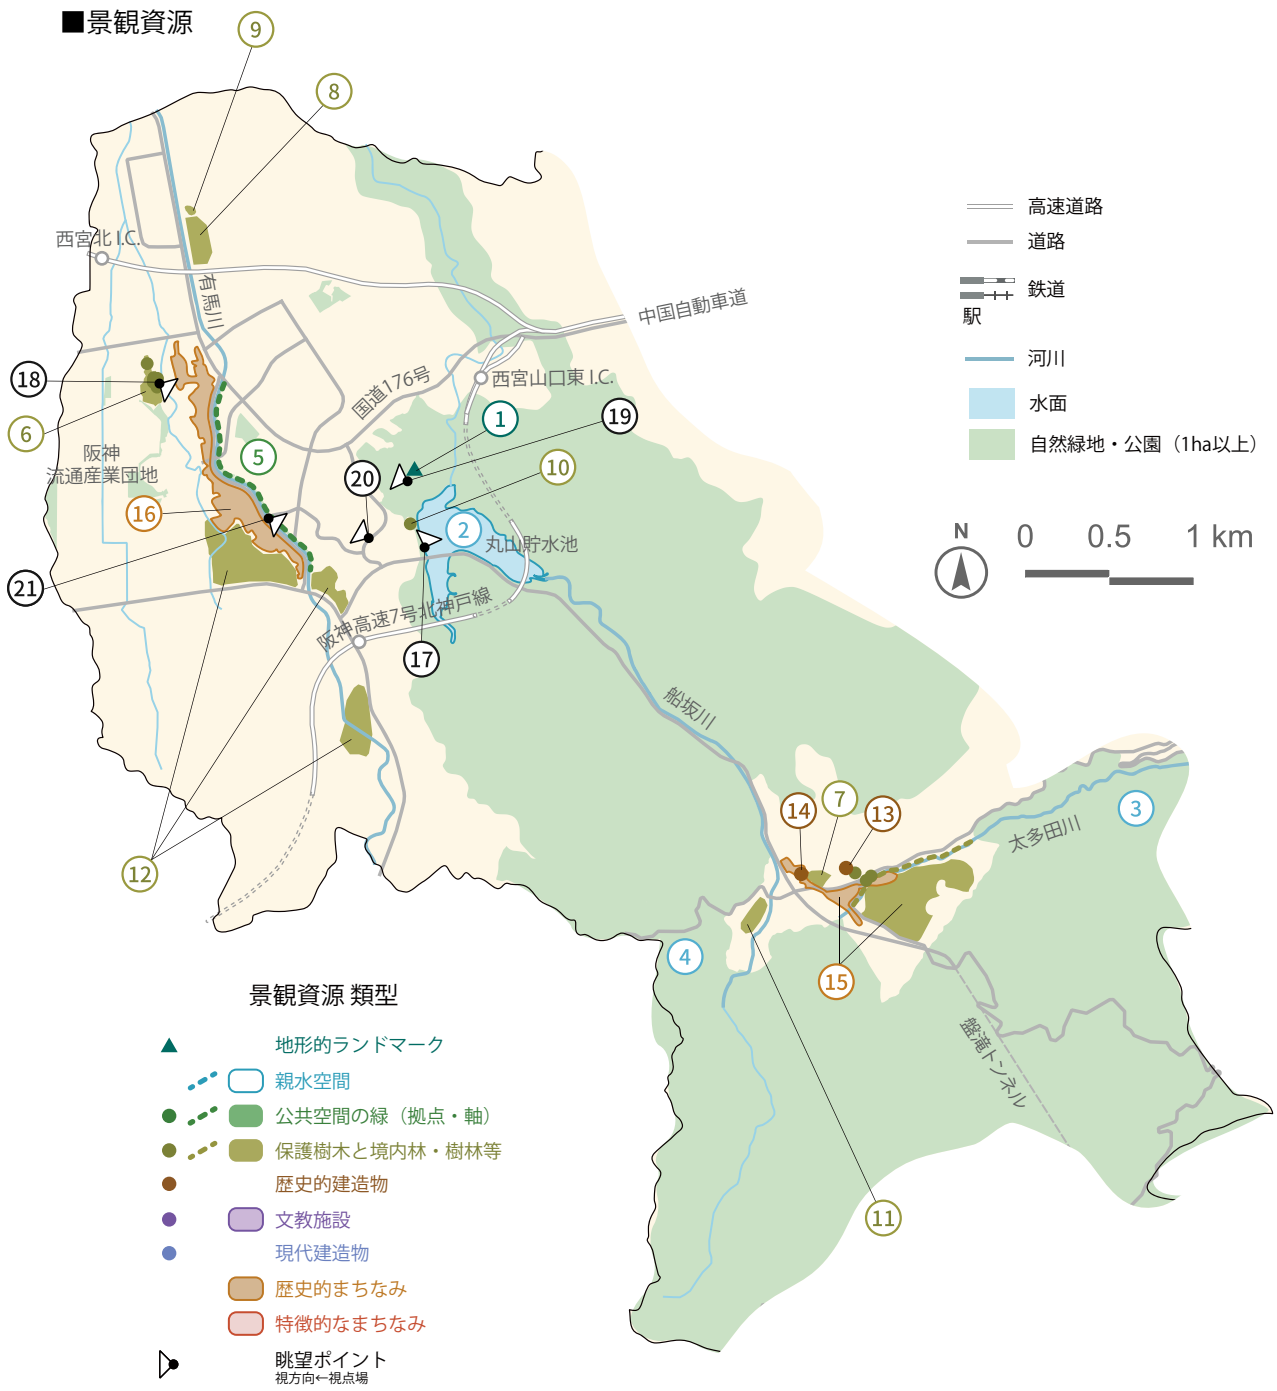 ■景観資源
9
8
西宮北 I.C.
有馬川
中国自動車道
国道176号
西宮山口東 I.C.
18
6
阪神
流通産業団地
5
1
19
10
20
16
2
丸山貯水池
21
阪神高速7号北神戸線
17
船坂川
12
14
7
13
3
太多田川
4
15
盤滝トンネル
11
高速道路
道路
鉄道
駅
河川
水面
自然緑地・公園（1ha以上）
N
0 0.5 1 km
景観資源 類型
地形的ランドマーク
親水空間
公共空間の緑（拠点・軸）
保護樹木と境内林・樹林等
歴史的建造物
文教施設
現代建造物
歴史的まちなみ
特徴的なまちなみ
眺望ポイント
視方向←視点場